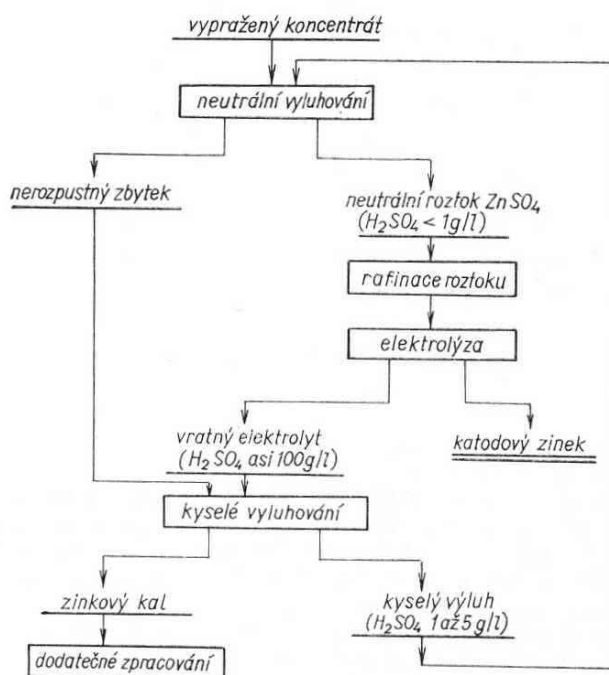 vypražený koncentrát
neutrální vyluhování
nerozpustný zbytek
neutrální roztok ZnSO₄
(H₂SO₄ < 1g/l)
rafinace roztoku
elektrolýza
vratný elektrolyt
(H₂SO₄ asi 100g/l)
katodový zinek
kyselé vyluhování
zinkový kal
kyselý výluh
(H₂SO₄ 1 až 5 g/l)
dodatečné zpracování